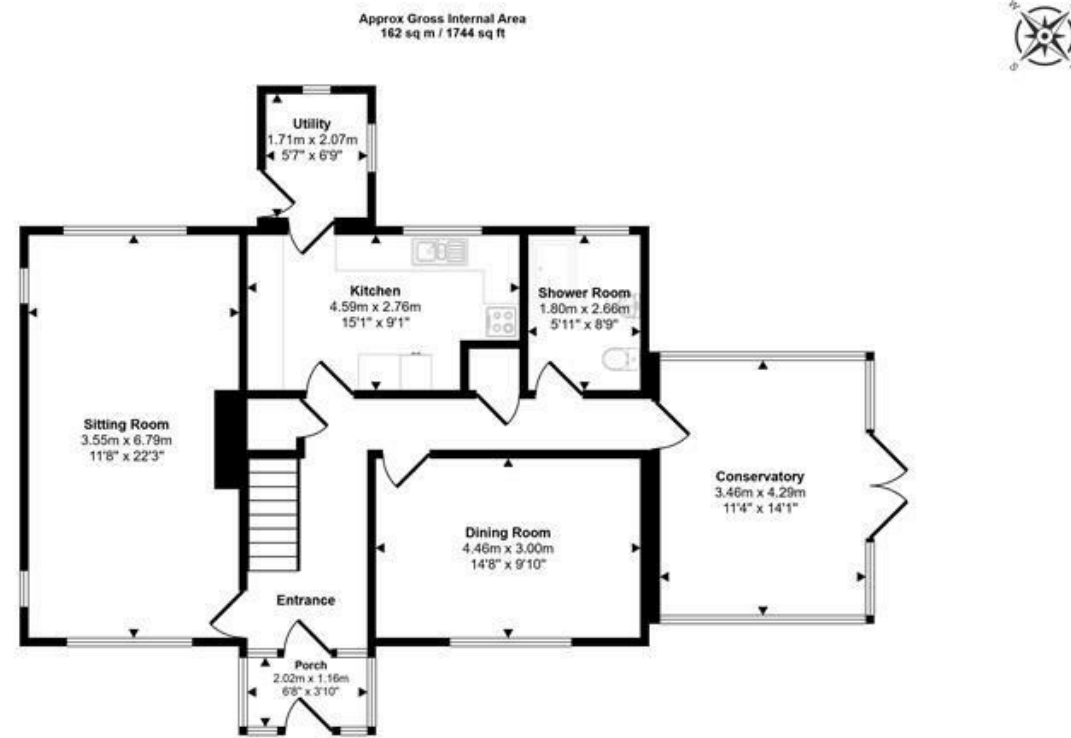 Approx Gross Internal Area
162 sq m / 1744 sq ft
W
S
Utility
1.71m x 2.07m
5'7" x 6'9"
Kitchen
4.59m x 2.76m
15'1" x 9'1"
Shower Room
1.80m x 2.66m
5'11" x 8'9"
Sitting Room
3.55m x 6.79m
11'8" x 22'3"
Conservatory
3.46m x 4.29m
11'4" x 14'1"
Dining Room
4.46m x 3.00m
14'8" x 9'10"
Entrance
Porch
2.02m x 1.16m
6'8" x 3'10"